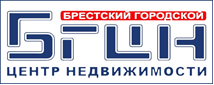 БРЕСТСКИЙ ГОРОДСКОЙ
БГЦН
ЦЕНТР НЕДВИЖИМОСТИ